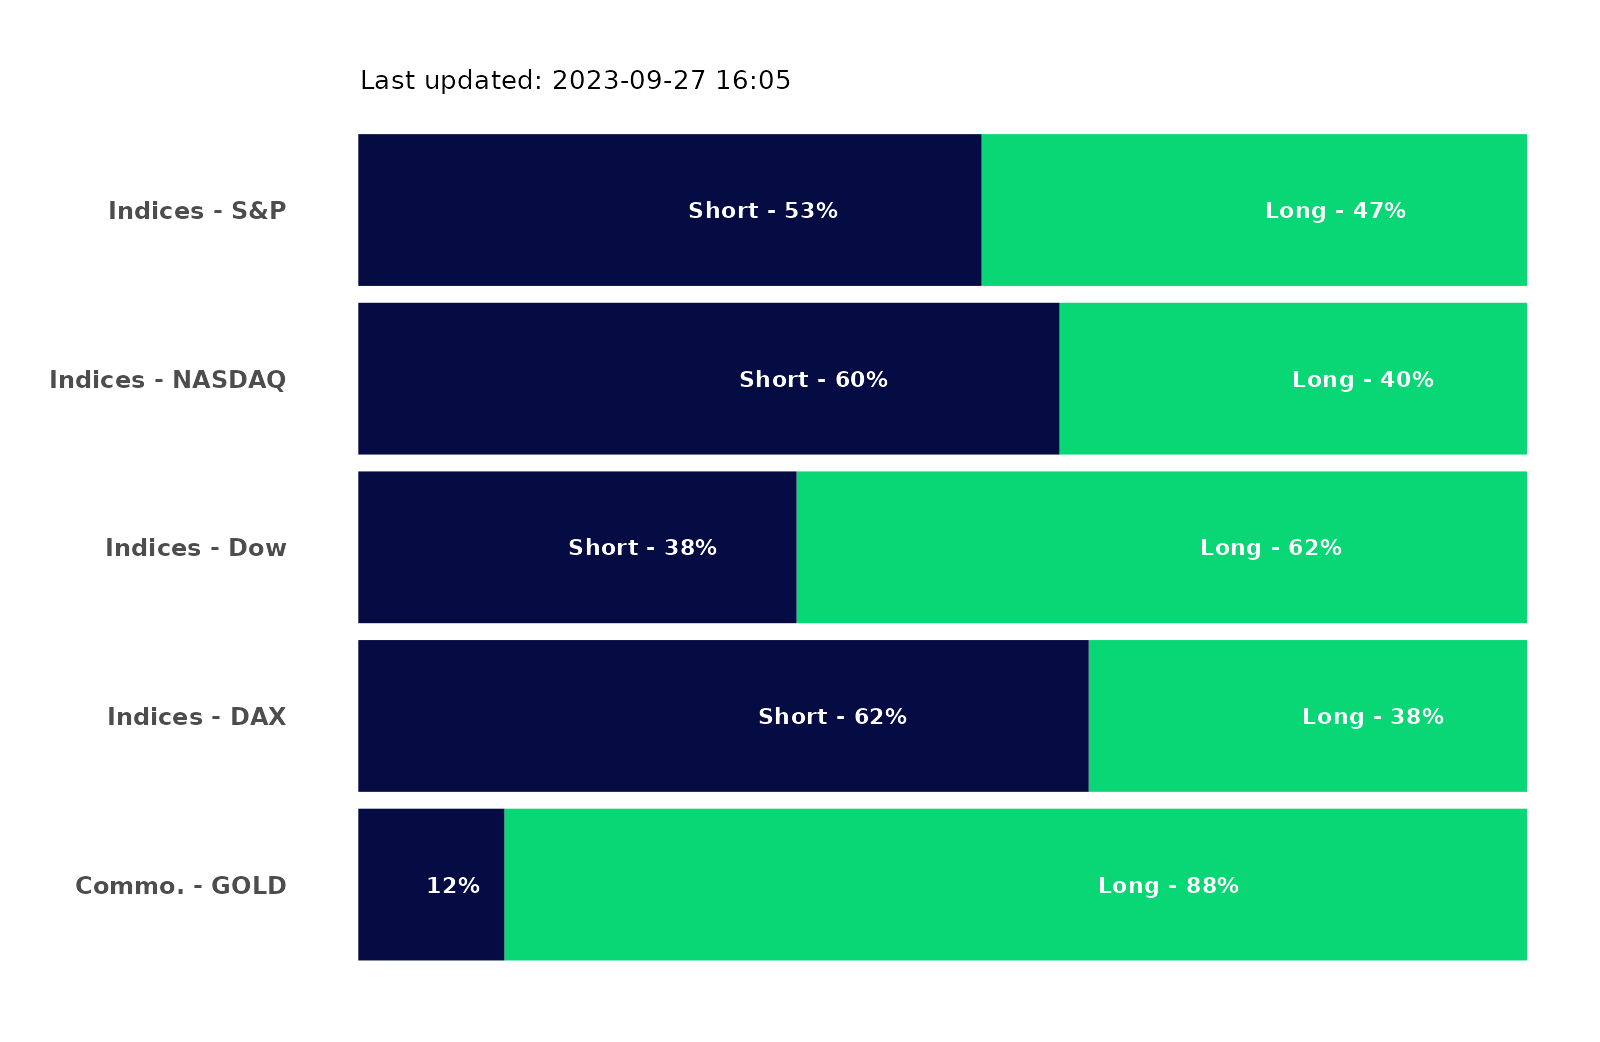 Last updated: 2023-09-27 16:05
Indices - S&P Short - 53% Long - 47%
Indices - NASDAQ Short - 60% Long - 40%
Indices - Dow Short - 38% Long - 62%
Indices - DAX Short - 62% Long - 38%
Commo. - GOLD 12% Long - 88%